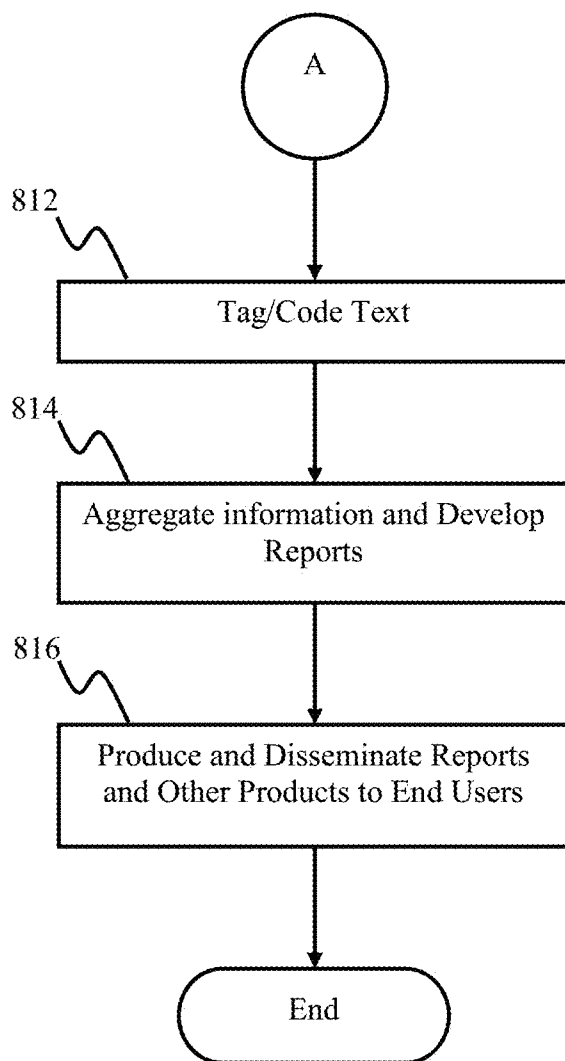 A
812
Tag/Code Text
814
Aggregate information and Develop
Reports
816
Produce and Disseminate Reports
and Other Products to End Users
End